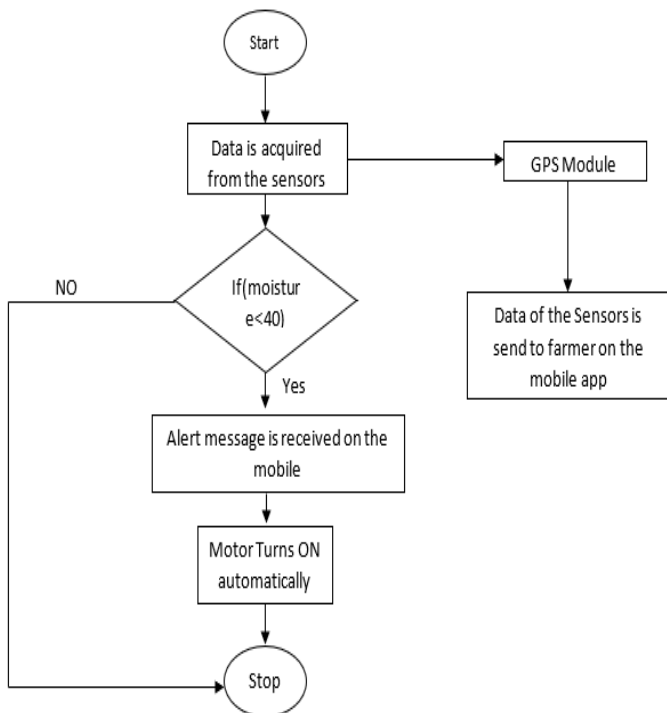 Start
Data is acquired
from the sensors
GPS Module
If(moistur
e<40)
NO
Data of the Sensors is
send to farmer on the
mobile app
Yes
Alert message is received on the
mobile
Motor Turns ON
automatically
Stop